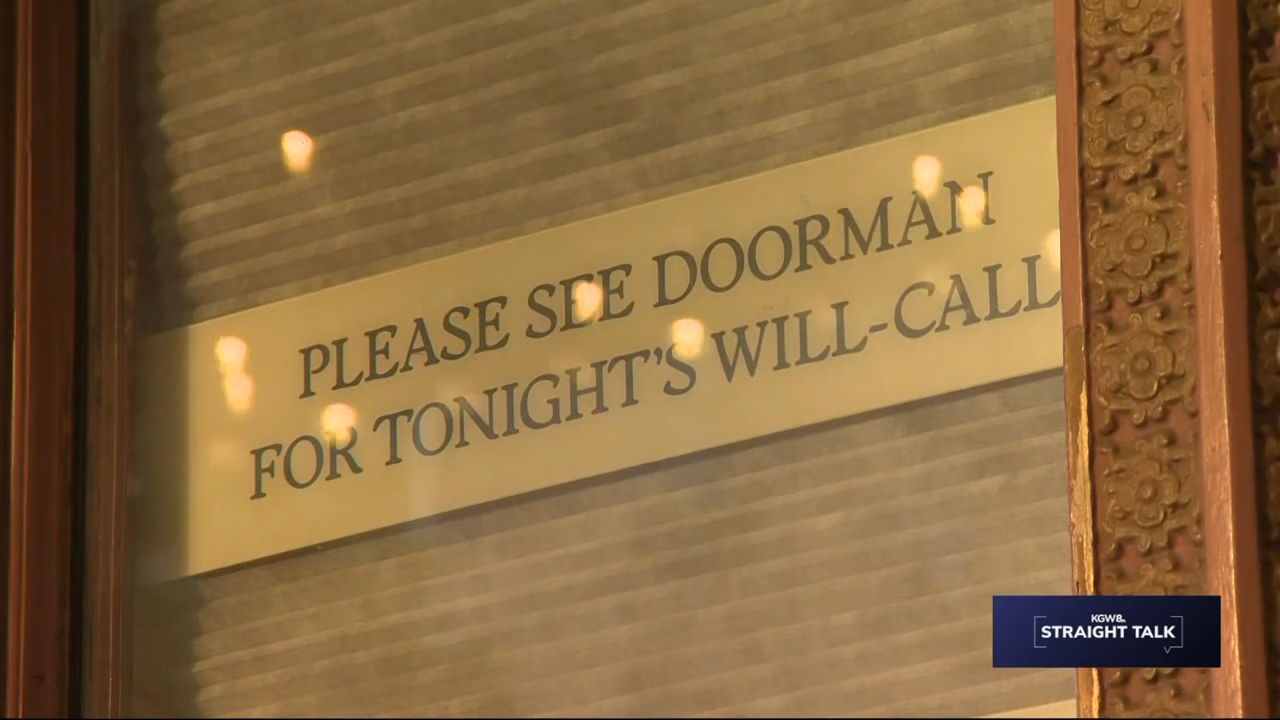 PLEASE SEE DOORMAN
FOR TONIGHT'S WILL-CALL
KGW8
STRAIGHT TALK